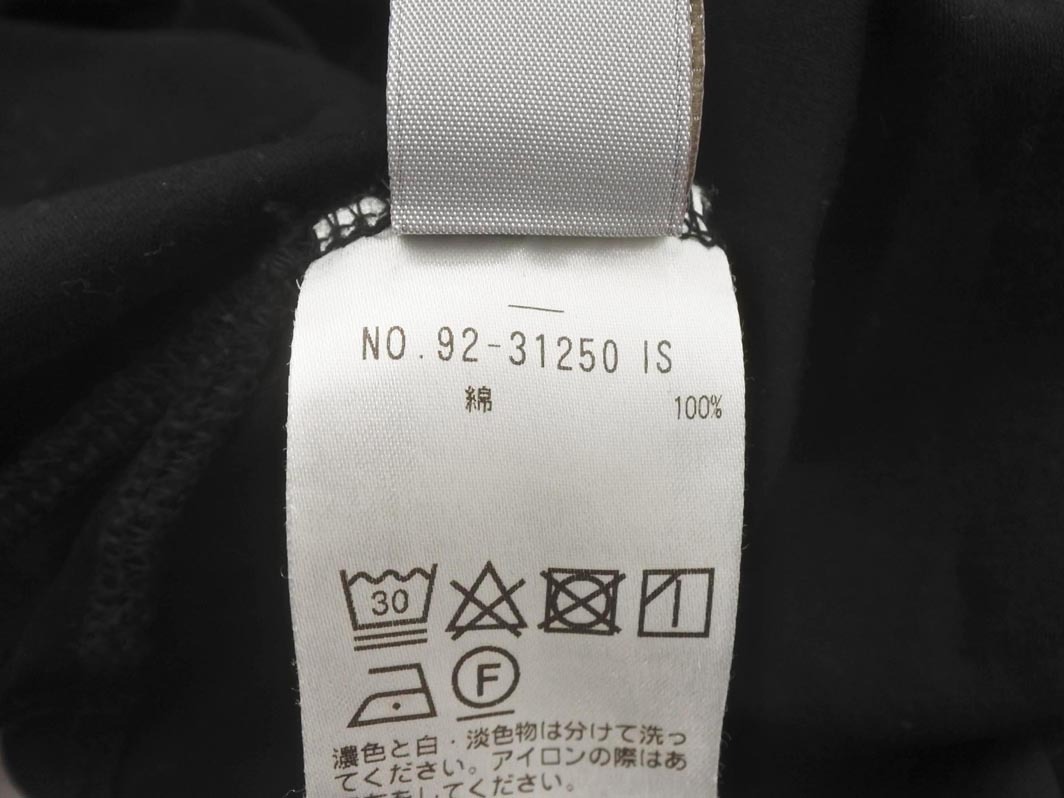 NO.92-31250 IS
綿 100%
30
F
濃色と白・淡色物は分けて洗っ
てください。アイロンの際はあ
をしてください。